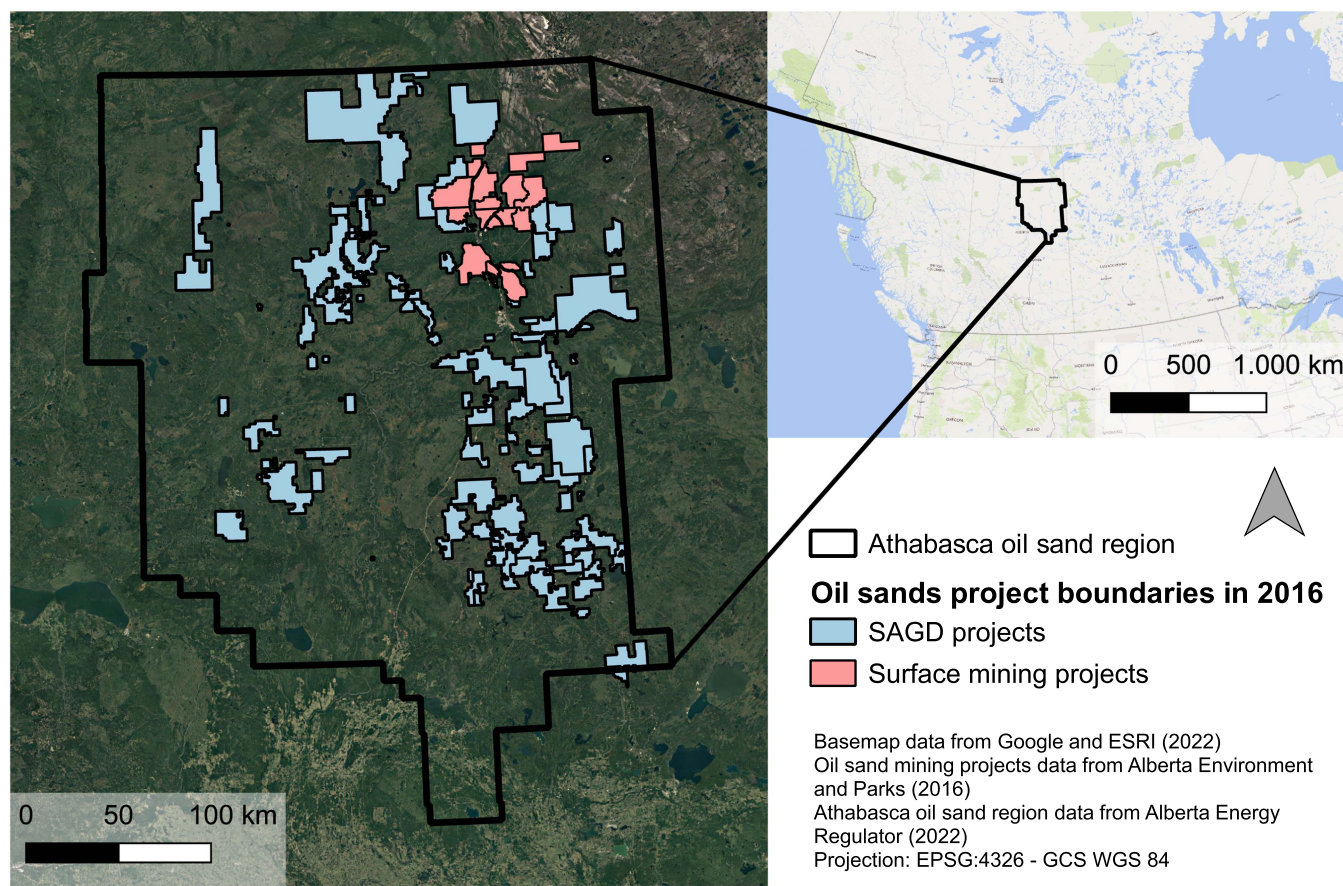 0 50 100 km
0 500 1.000 km
Athabasca oil sand region
Oil sands project boundaries in 2016
SAGD projects
Surface mining projects
Basemap data from Google and ESRI (2022)
Oil sand mining projects data from Alberta Environment
and Parks (2016)
Athabasca oil sand region data from Alberta Energy
Regulator (2022)
Projection: EPSG:4326 - GCS WGS 84